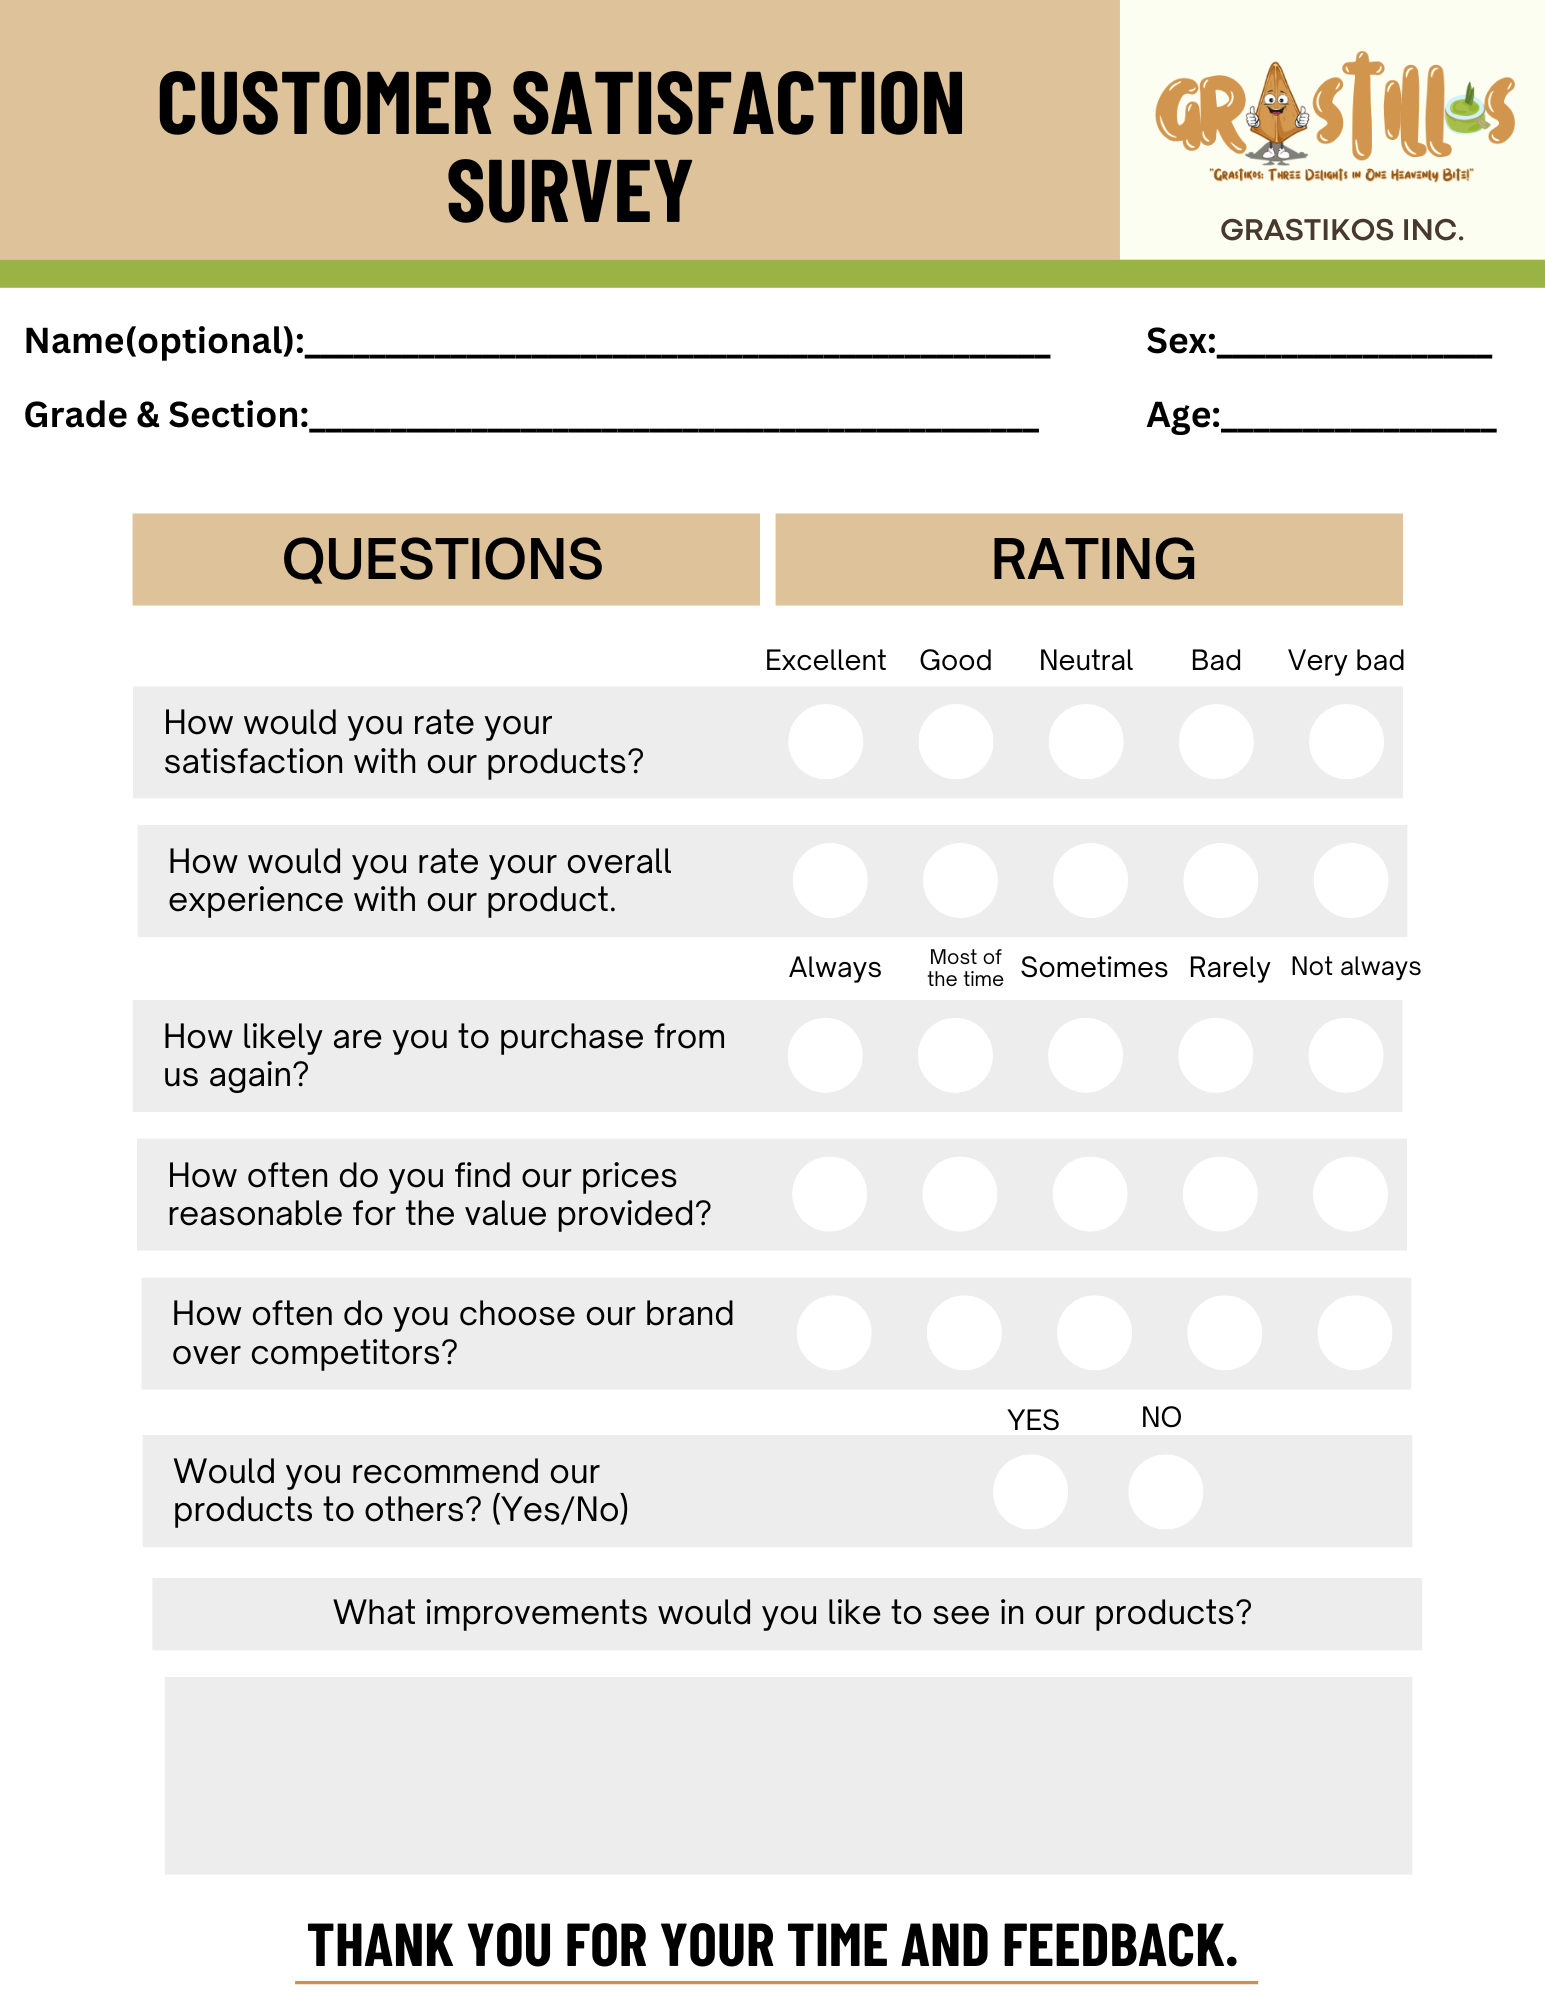 CUSTOMER SATISFACTION
SURVEY
GRASTIKOS
"Grastikos: Three Delights in One Heavenly Bite!"
GRASTIKOS INC.
Name(optional):______________________________________________ Sex:_________________
Grade & Section:_____________________________________________ Age:_________________
QUESTIONS RATING
Excellent Good Neutral Bad Very bad
How would you rate your
satisfaction with our products?
How would you rate your overall
experience with our product.
Always Most of
the time Sometimes Rarely Not always
How likely are you to purchase from
us again?
How often do you find our prices
reasonable for the value provided?
How often do you choose our brand
over competitors?
YES NO
Would you recommend our
products to others? (Yes/No)
What improvements would you like to see in our products?
THANK YOU FOR YOUR TIME AND FEEDBACK.